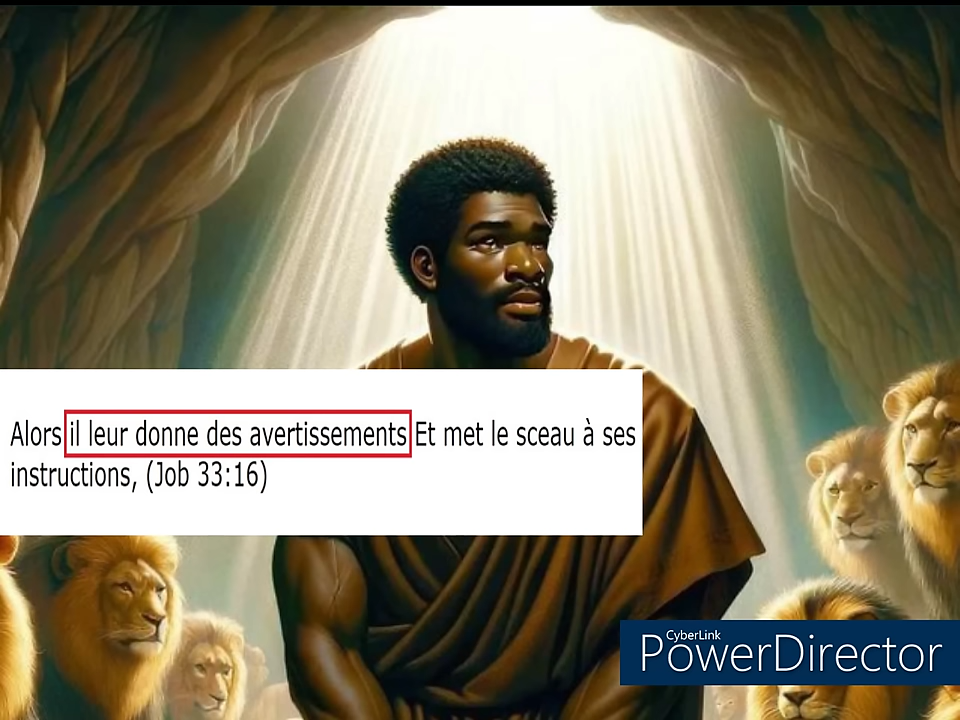 Alors il leur donne des avertissements Et met le sceau à ses
instructions, (Job 33:16)
CyberLink
PowerDirector